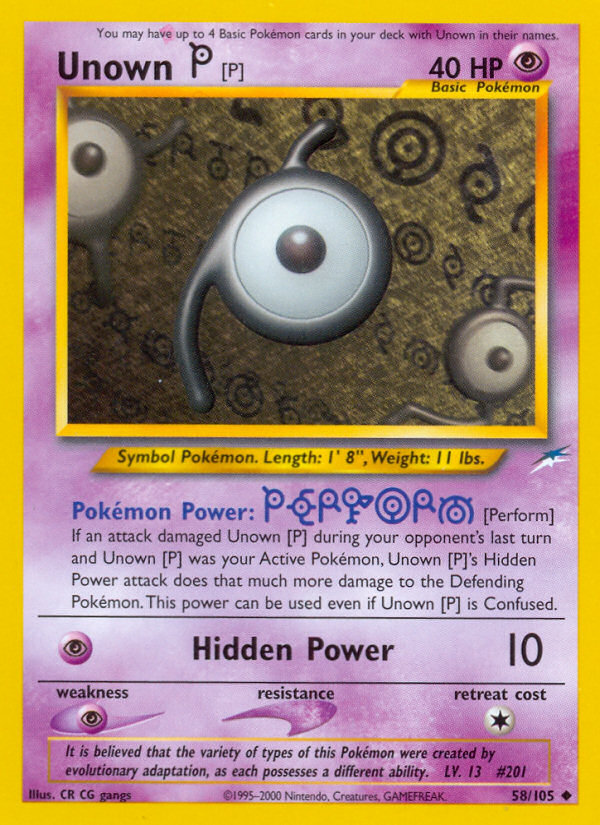 You may have up to 4 Basic Pokémon cards in your deck with Unown in their names.
Unown P [P] 40 HP
Basic Pokémon
Symbol Pokémon. Length: 1' 8", Weight: 11 lbs.
Pokémon Power: PERFORM [Perform]
If an attack damaged Unown [P] during your opponent's last turn
and Unown [P] was your Active Pokémon, Unown [P]'s Hidden
Power attack does that much more damage to the Defending
Pokémon. This power can be used even if Unown [P] is Confused.
Hidden Power 10
weakness resistance retreat cost
It is believed that the variety of types of this Pokémon were created by
evolutionary adaptation, as each possesses a different ability. LV. 13 #201
Illus. CR CG gangs ©1995-2000 Nintendo, Creatures, GAMEFREAK. 58/105